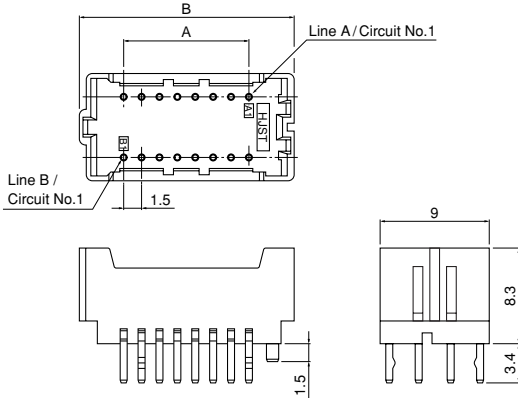 B
A
Line A / Circuit No.1
A1
HJST
B1
Line B /
Circuit No.1
1.5
9
8.3
3.4
1.5